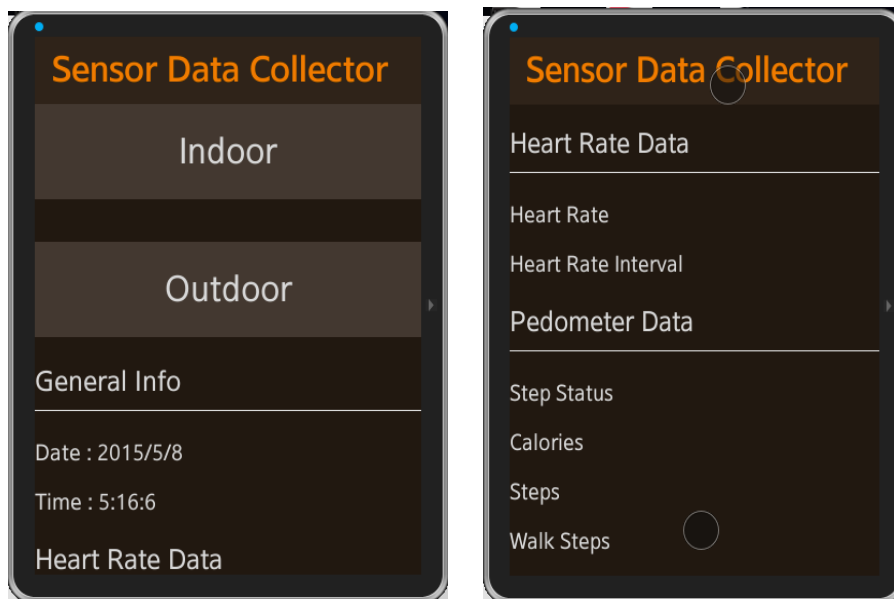 Sensor Data Collector
Indoor
Outdoor
General Info
Date : 2015/5/8
Time : 5:16:6
Heart Rate Data
Sensor Data Collector
Heart Rate Data
Heart Rate
Heart Rate Interval
Pedometer Data
Step Status
Calories
Steps
Walk Steps